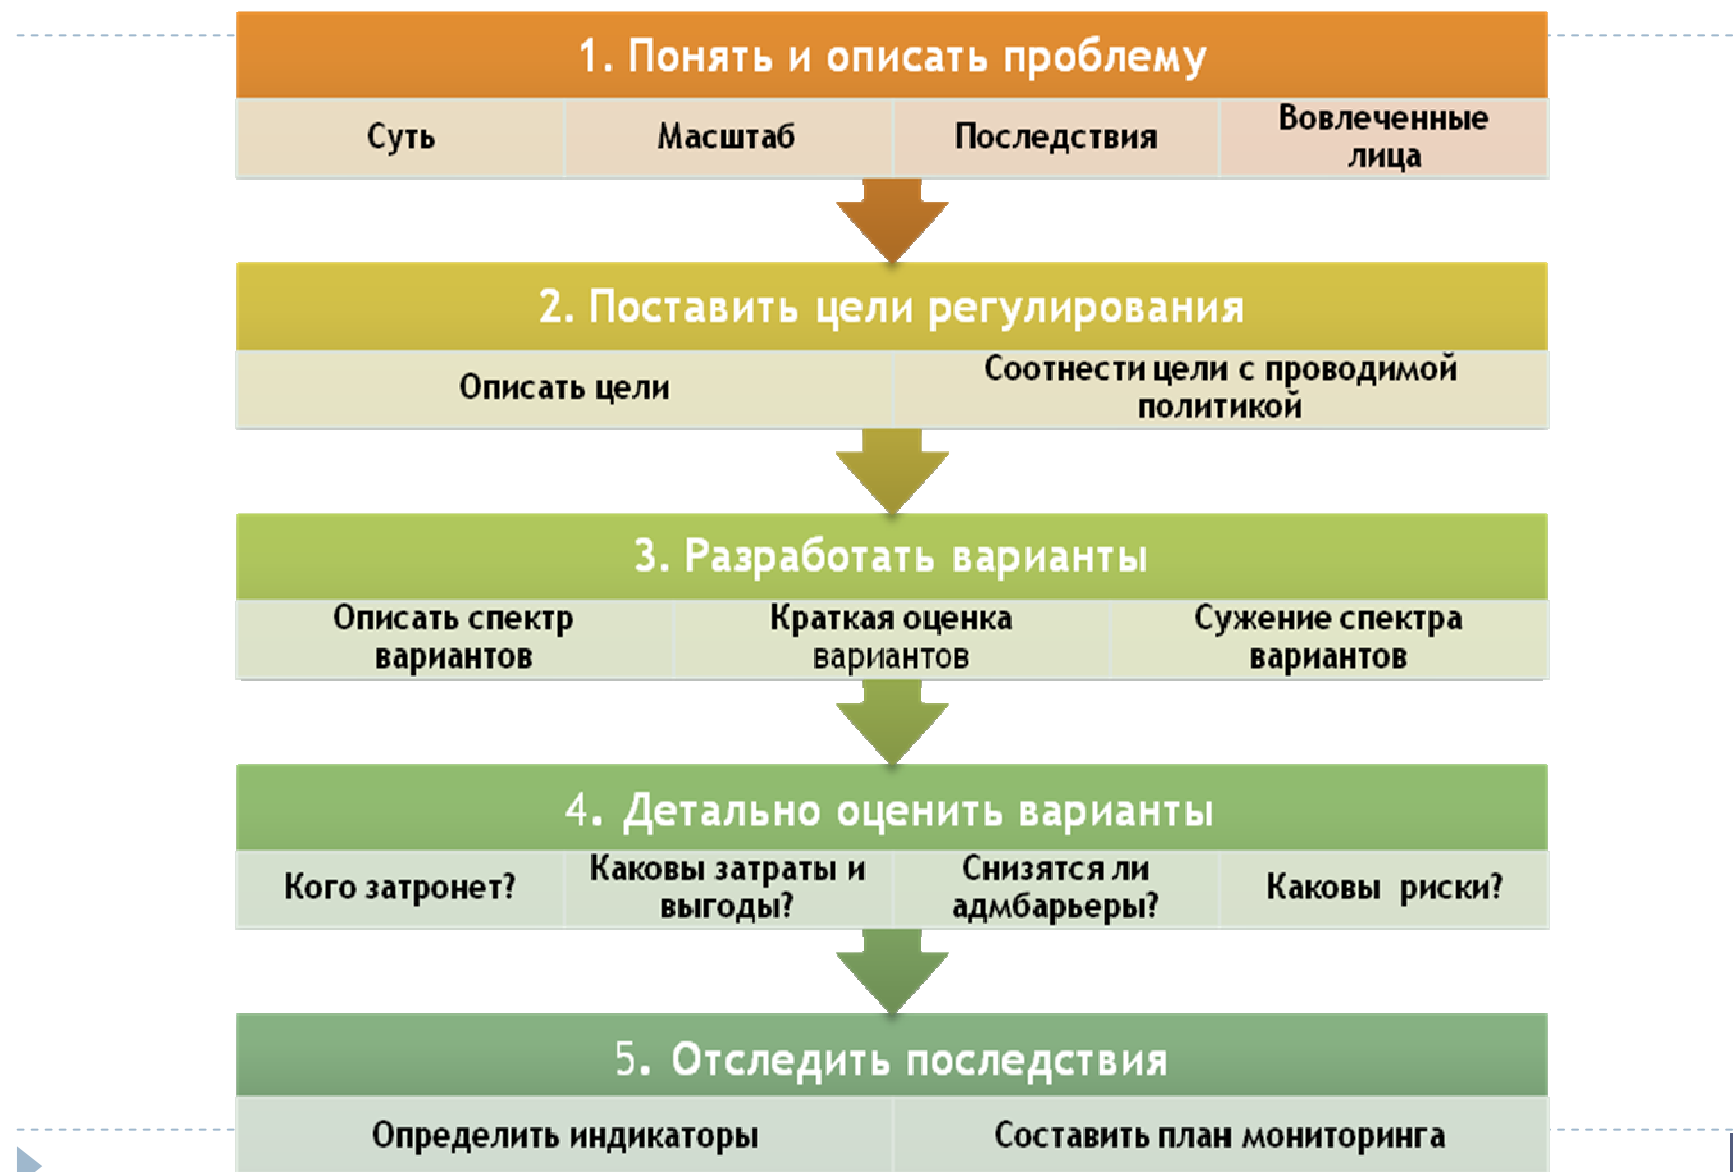 1. Понять и описать проблему
Суть
Масштаб
Последствия
Вовлеченные
лица
2. Поставить цели регулирования
Описать цели
Соотнести цели с проводимой
политикой
3. Разработать варианты
Описать спектр
вариантов
Краткая оценка
вариантов
Сужение спектра
вариантов
4. Детально оценить варианты
Кого затронет?
Каковы затраты и
выгоды?
Снизятся ли
адмбарьеры?
Каковы риски?
5. Отследить последствия
Определить индикаторы
Составить план мониторинга